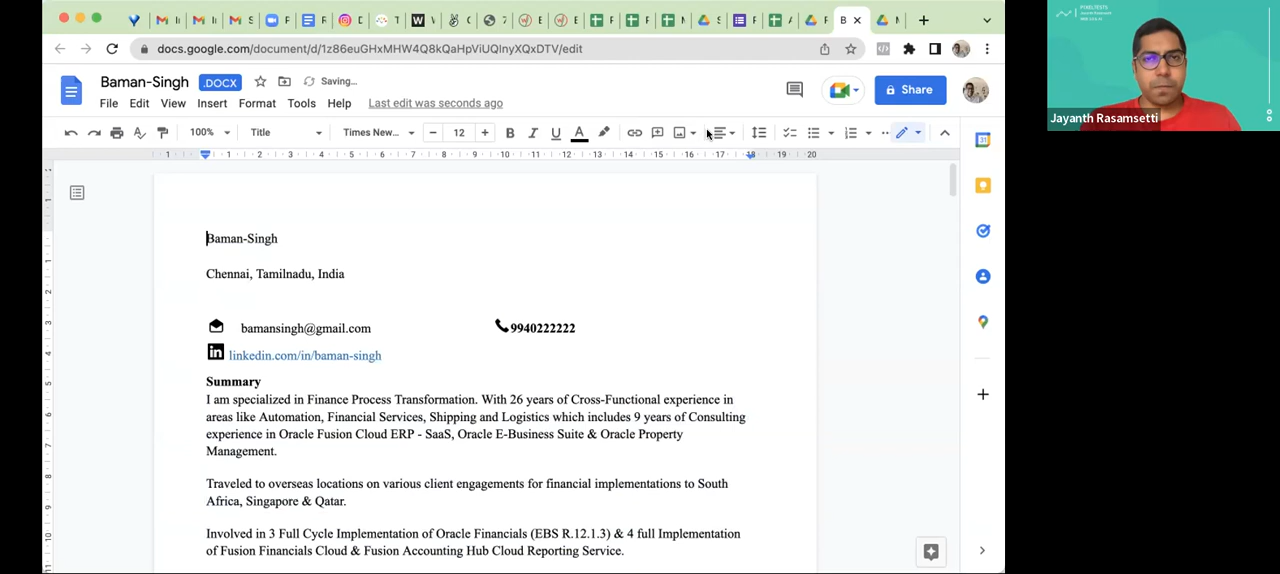 docs.google.com/document/d/1z86euGHxMHW4Q8kQaHpViUQlnyXQxDTV/edit
Baman-Singh .DOCX Saving...
File Edit View Insert Format Tools Help Last edit was seconds ago
Share
100% Title Times New... 12
Baman-Singh
Chennai, Tamilnadu, India
bamansingh@gmail.com 9940222222
linkedin.com/in/baman-singh
Summary
I am specialized in Finance Process Transformation. With 26 years of Cross-Functional experience in
areas like Automation, Financial Services, Shipping and Logistics which includes 9 years of Consulting
experience in Oracle Fusion Cloud ERP - SaaS, Oracle E-Business Suite & Oracle Property
Management.
Traveled to overseas locations on various client engagements for financial implementations to South
Africa, Singapore & Qatar.
Involved in 3 Full Cycle Implementation of Oracle Financials (EBS R.12.1.3) & 4 full Implementation
of Fusion Financials Cloud & Fusion Accounting Hub Cloud Reporting Service.
PIXELTESTS
Jayanth Rasamsetti